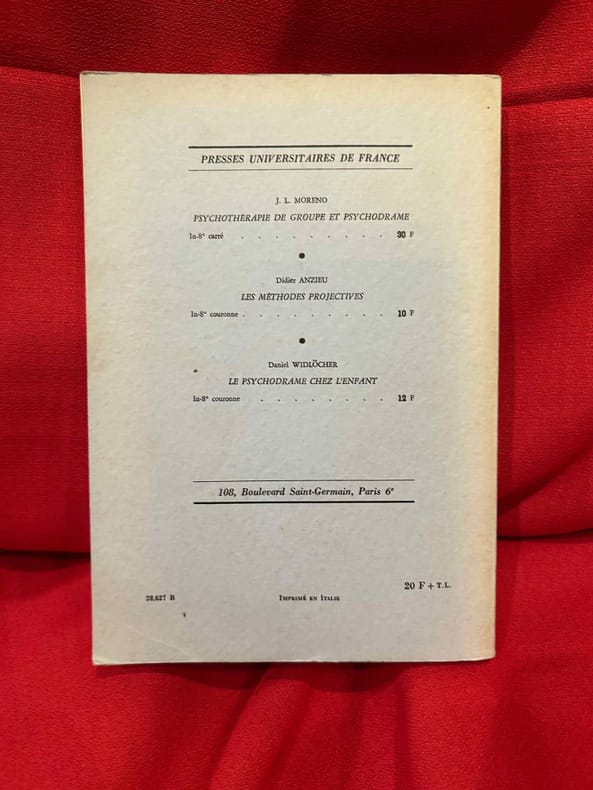 PRESSES UNIVERSITAIRES DE FRANCE
J. L. MORENO
PSYCHOTHÉRAPIE DE GROUPE ET PSYCHODRAME
In-8° carré . . . . . . . . . 30 F
Didier ANZIEU
LES MÉTHODES PROJECTIVES
In-8° couronne . . . . . . . . . 10 F
Daniel WIDLÖCHER
LE PSYCHODRAME CHEZ L'ENFANT
In-8° couronne . . . . . . . . 12 F
108, Boulevard Saint-Germain, Paris 6e
20 F + T.L.
28,627 B IMPRIMÉ EN ITALIE